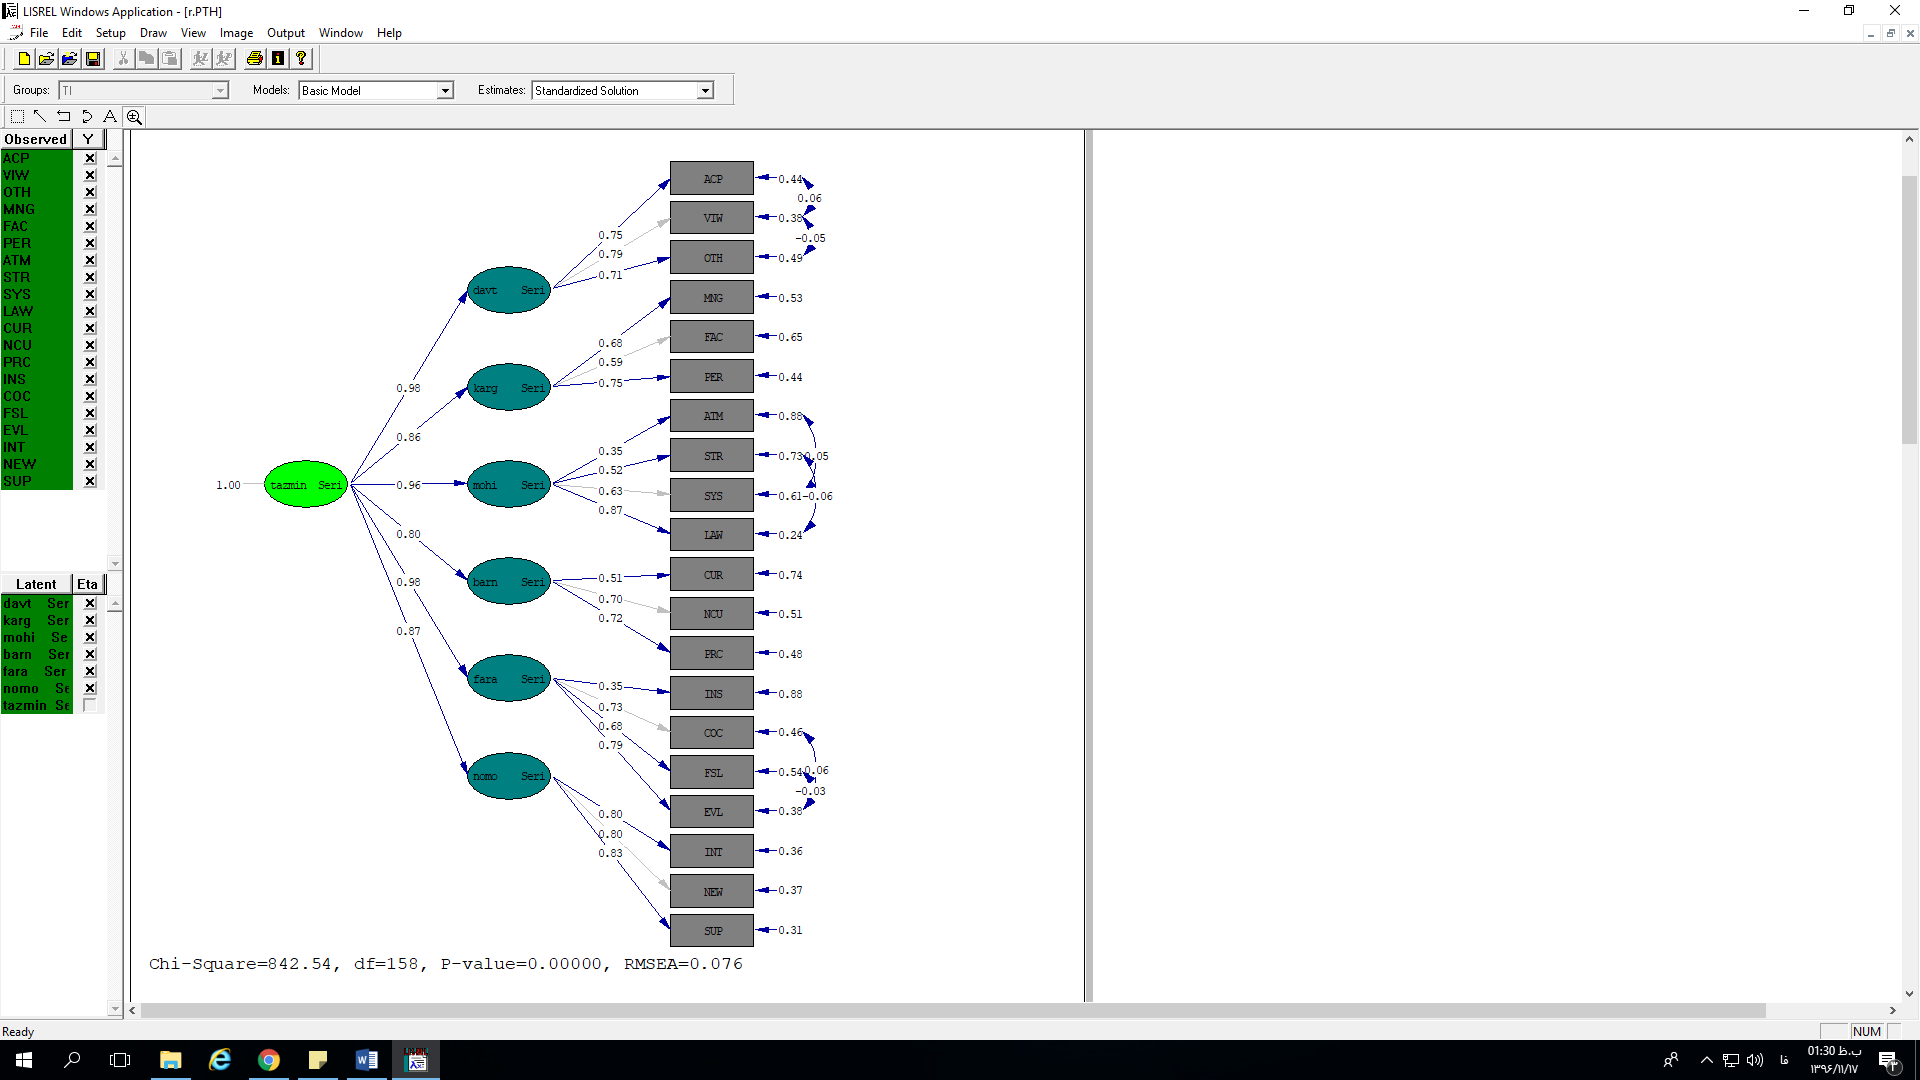 LISREL Windows Application - [r.PTH]
File Edit Setup Draw View Image Output Window Help
Groups: TI Models: Basic Model Estimates: Standardized Solution
Observed Y
ACP
VIW
OTH
MNG
FAC
PER
ATM
STR
SYS
LAW
CUR
NCU
PRC
INS
COC
FSL
EVL
INT
NEW
SUP
Latent Eta
davt Ser
karg Ser
mohi Se
barn Ser
fara Ser
nomo Se
tazmin Se
1.00
tazmin Seri
0.98
0.86
0.96
0.80
0.98
0.87
davt Seri
karg Seri
mohi Seri
barn Seri
fara Seri
nomo Seri
0.75
0.79
0.71
0.68
0.59
0.75
0.35
0.52
0.63
0.87
0.51
0.70
0.72
0.35
0.73
0.68
0.79
0.80
0.80
0.83
ACP 0.44
0.06
VIW 0.38
-0.05
OTH 0.49
MNG 0.53
FAC 0.65
PER 0.44
ATM 0.88
STR 0.73 0.05
SYS 0.61 -0.06
LAW 0.24
CUR 0.74
NCU 0.51
PRC 0.48
INS 0.88
COC 0.46
FSL 0.54 0.06
-0.03
EVL 0.38
INT 0.36
NEW 0.37
SUP 0.31
Chi-Square=842.54, df=158, P-value=0.00000, RMSEA=0.076
Ready
NUM
فا
01:30 ب.ظ
۱۳۹۶/۱۱/۱۷